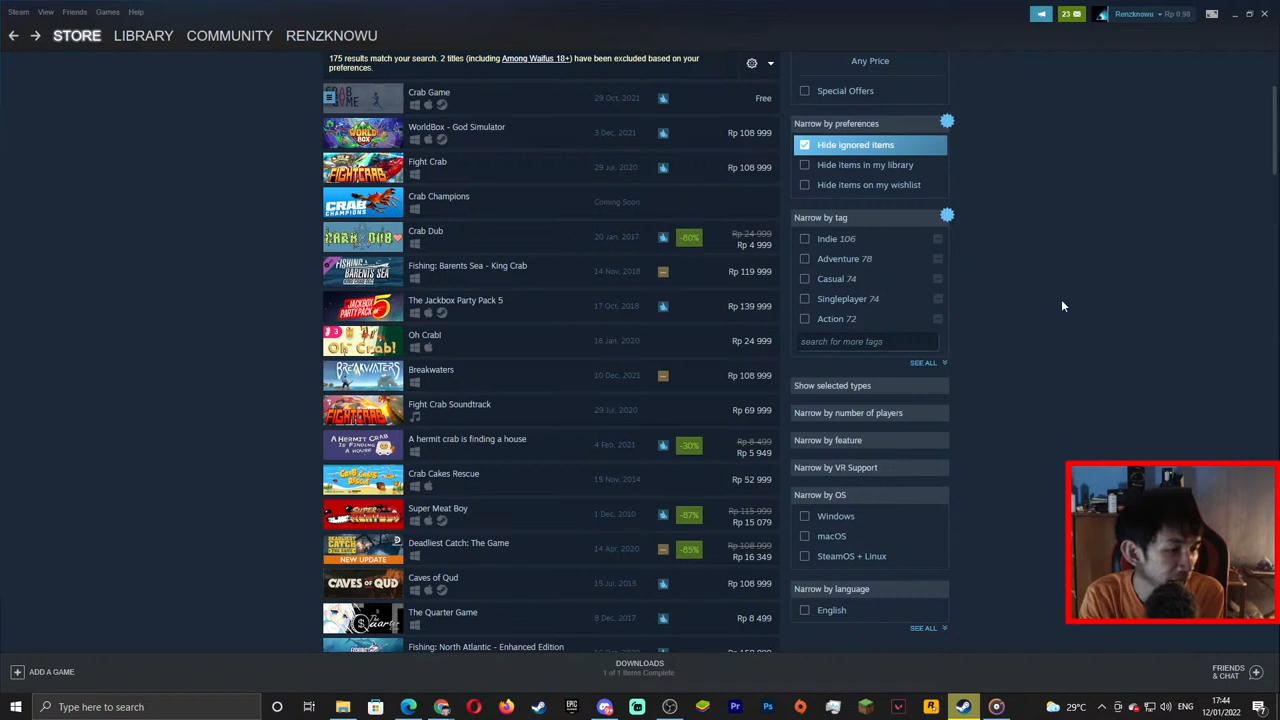 Steam View Friends Games Help
23 Renzknowu Rp 0.98
STORE LIBRARY COMMUNITY RENZKNOWU
175 results match your search. 2 titles (including Among Waifus 18+) have been excluded based on your
preferences.
Crab Game 29 Oct, 2021 Free
WorldBox - God Simulator 3 Dec, 2021 Rp 108 999
Fight Crab 29 Jul, 2020 Rp 108 999
Crab Champions Coming Soon
Crab Dub 20 Jan, 2017 -80% Rp 24 999
Rp 4 999
Fishing: Barents Sea - King Crab 14 Nov, 2018 Rp 119 999
The Jackbox Party Pack 5 17 Oct, 2018 Rp 139 999
Oh Crab! 18 Jan, 2020 Rp 24 999
Breakwaters 10 Dec, 2021 Rp 108 999
Fight Crab Soundtrack 29 Jul, 2020 Rp 69 999
A hermit crab is finding a house 4 Feb, 2021 -30% Rp 8 499
Rp 5 949
Crab Cakes Rescue 15 Nov, 2014 Rp 52 999
Super Meat Boy 1 Dec, 2010 -87% Rp 115 999
Rp 15 079
Deadliest Catch: The Game 14 Apr, 2020 -85% Rp 108 999
Rp 16 349
NEW UPDATE
Caves of Qud 15 Jul, 2015 Rp 108 999
The Quarter Game 8 Dec, 2017 Rp 8 499
Fishing: North Atlantic - Enhanced Edition
Any Price
Special Offers
Narrow by preferences
Hide ignored items
Hide items in my library
Hide items on my wishlist
Narrow by tag
Indie 106
Adventure 78
Casual 74
Singleplayer 74
Action 72
search for more tags
SEE ALL
Show selected types
Narrow by number of players
Narrow by feature
Narrow by VR Support
Narrow by OS
Windows
macOS
SteamOS + Linux
Narrow by language
English
SEE ALL
ADD A GAME
DOWNLOADS
1 of 1 Items Complete
FRIENDS
& CHAT
Type here to search
29°C ENG 17:44
12/01/2022